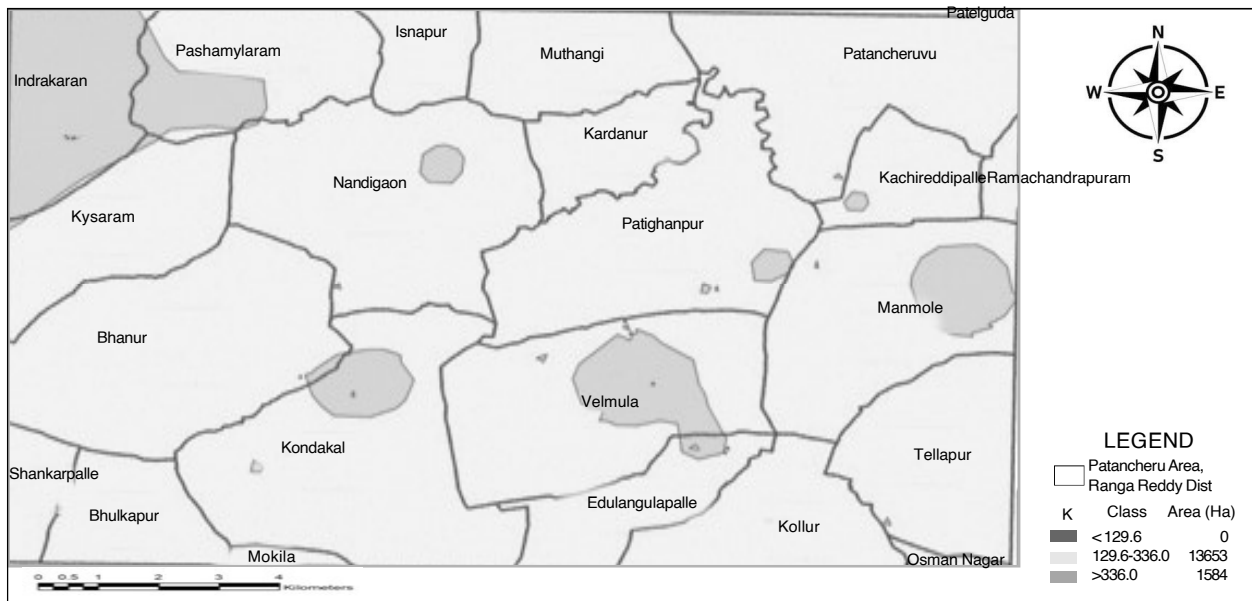 Patelguda
Isnapur
Pashamylaram
Muthangi
Patancheruvu
Indrakaran
Kardanur
Nandigaon
Kachireddipalle
Ramachandrapuram
Kysaram
Patighanpur
Manmole
Bhanur
Velmula
Kondakal
Tellapur
Shankarpalle
Edulangulapalle
Bhulkapur
Kollur
Mokila
Osman Nagar
0 0.5 1 2 3 4
Kilometers
N
W E
S
LEGEND
Patancheru Area,
Ranga Reddy Dist
K Class Area (Ha)
<129.6 0
129.6-336.0 13653
>336.0 1584